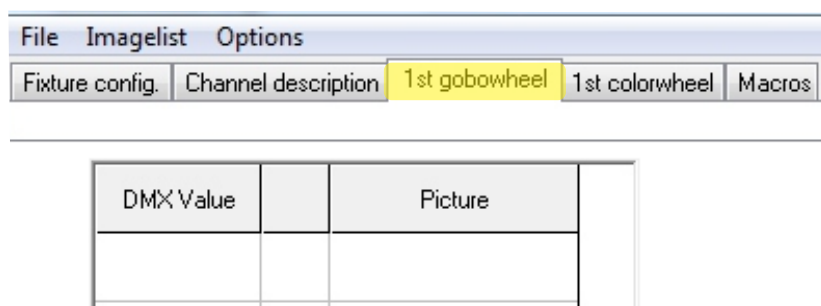 File Imagelist Options
Fixture config. Channel description 1st gobowheel 1st colorwheel Macros
DMX Value Picture